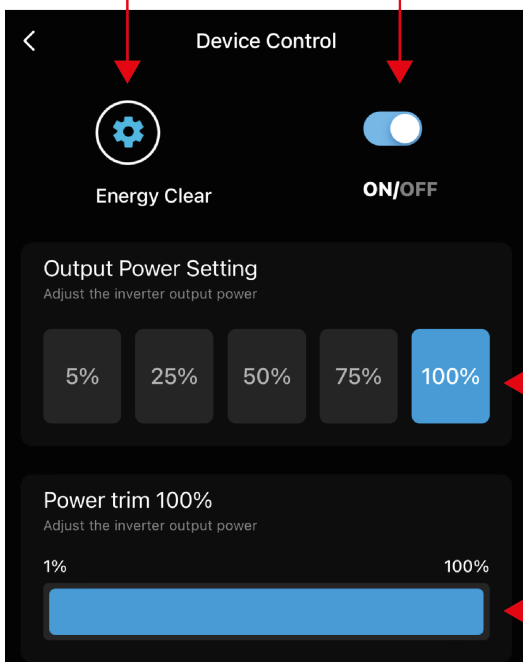 Device Control
Energy Clear
ON/OFF
Output Power Setting
Adjust the inverter output power
5% 25% 50% 75% 100%
Power trim 100%
Adjust the inverter output power
1% 100%